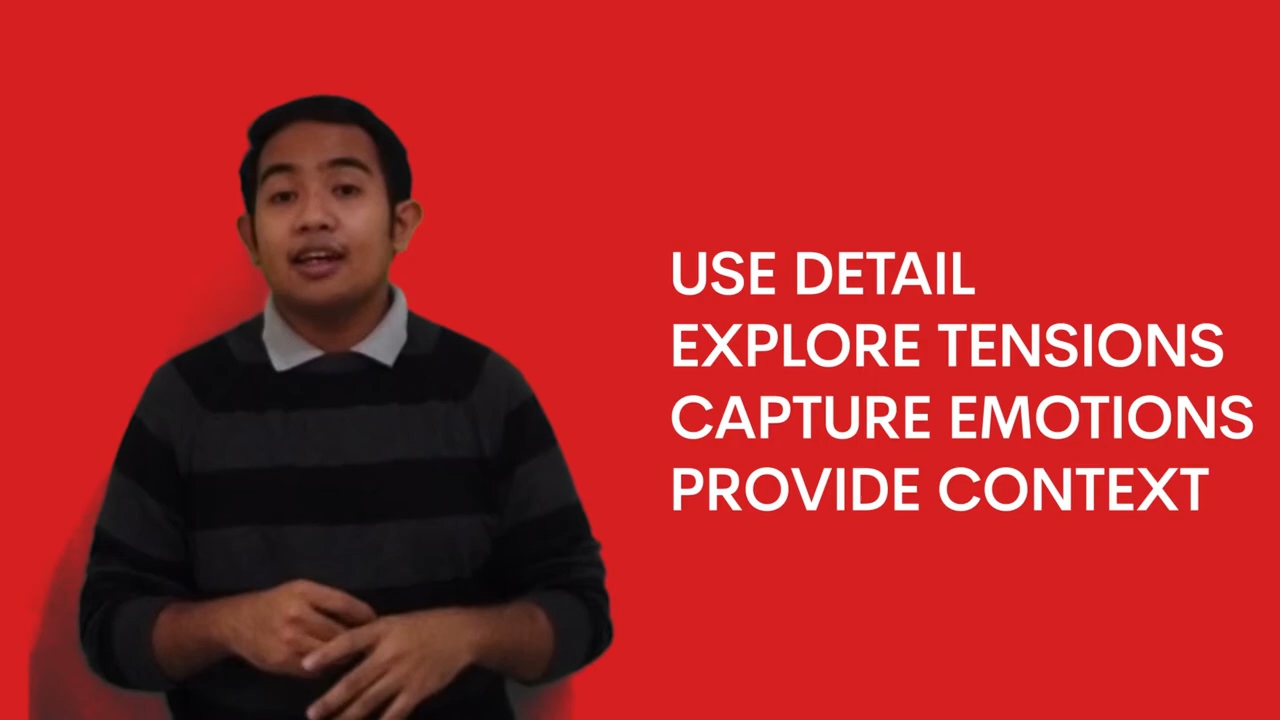 USE DETAIL
EXPLORE TENSIONS
CAPTURE EMOTIONS
PROVIDE CONTEXT